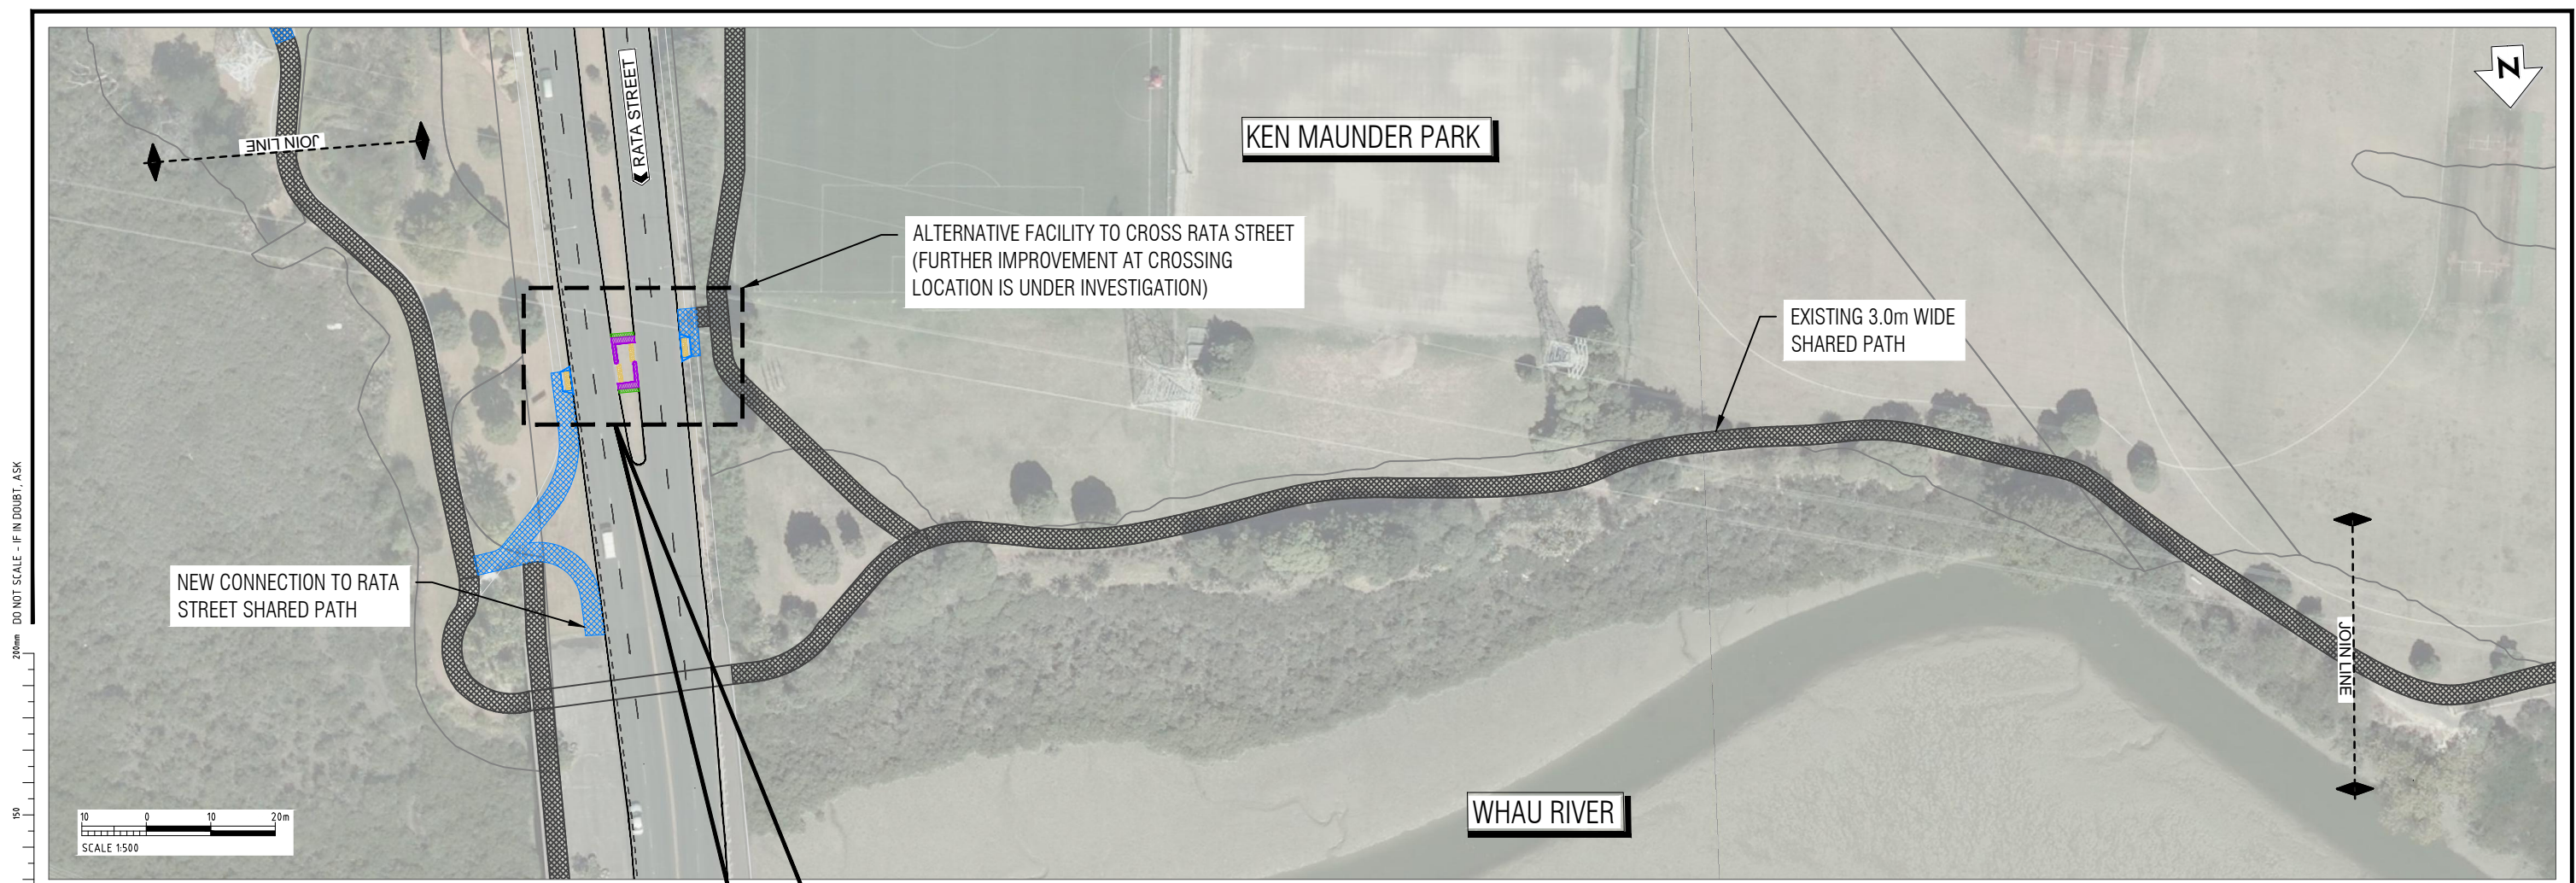 N
JOIN LINE
RATA STREET
KEN MAUNDER PARK
ALTERNATIVE FACILITY TO CROSS RATA STREET
(FURTHER IMPROVEMENT AT CROSSING
LOCATION IS UNDER INVESTIGATION)
EXISTING 3.0m WIDE
SHARED PATH
NEW CONNECTION TO RATA
STREET SHARED PATH
JOIN LINE
WHAU RIVER
10 0 10 20m
SCALE 1:500
DO NOT SCALE - IF IN DOUBT, ASK
200mm
150